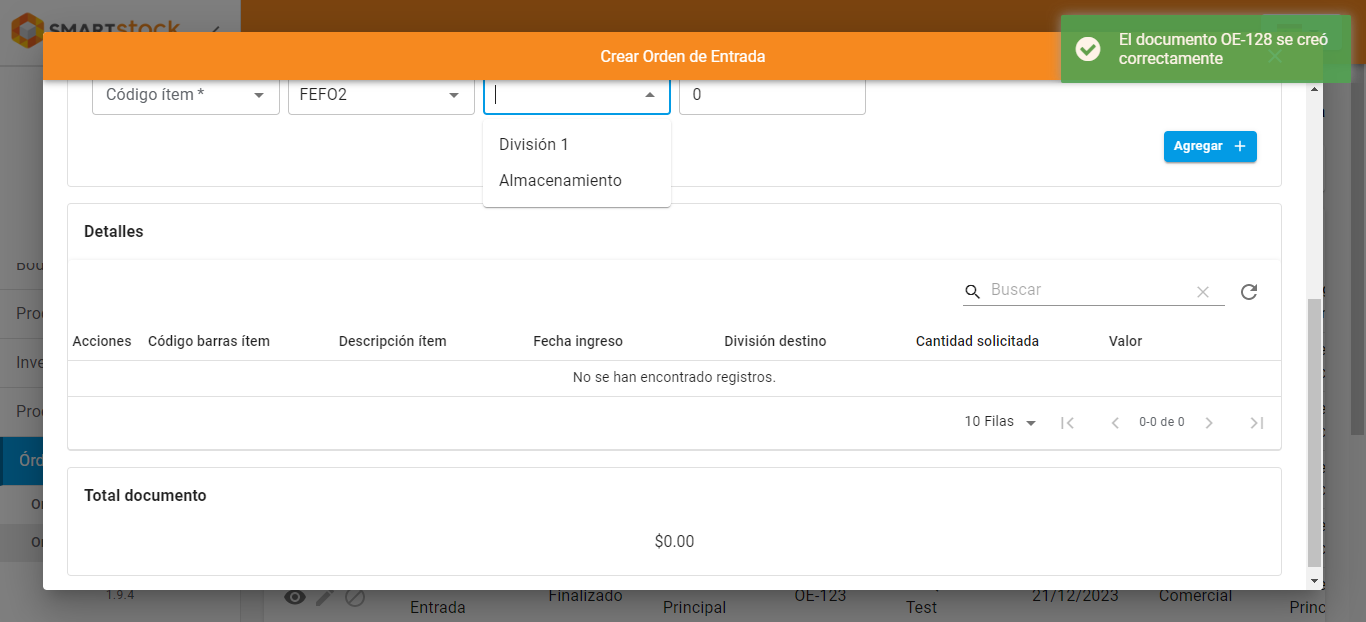 SMARTstock
Crear Orden de Entrada
El documento OE-128 se creó
correctamente
Código ítem *
FEFO2
0
División 1
Almacenamiento
Agregar +
Detalles
Buscar
Acciones Código barras ítem Descripción ítem Fecha ingreso División destino Cantidad solicitada Valor
No se han encontrado registros.
10 Filas 0-0 de 0
Total documento
$0.00
Proc
Inve
Proc
Órd
1.9.4
Entrada
Finalizado
Principal
OE-123
Test
21/12/2023
Comercial
Princ